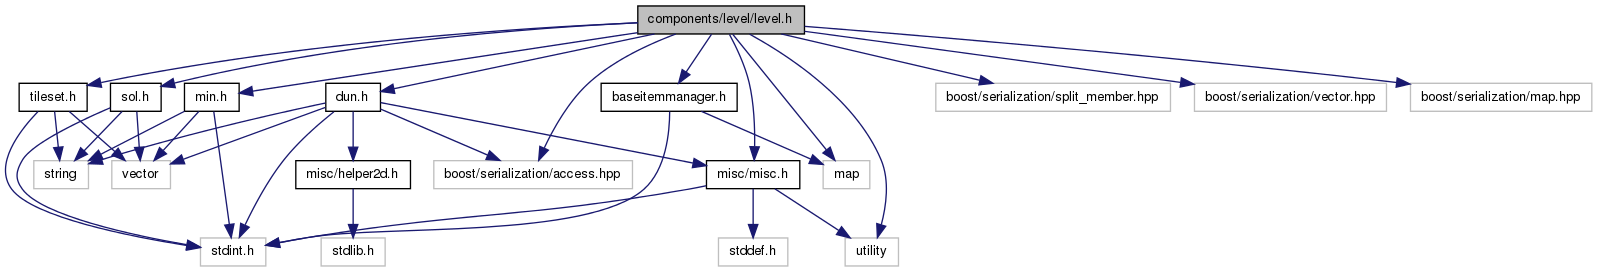 components/level/level.h
tileset.h
sol.h
min.h
dun.h
baseitemmanager.h
boost/serialization/split_member.hpp
boost/serialization/vector.hpp
boost/serialization/map.hpp
string
vector
misc/helper2d.h
boost/serialization/access.hpp
misc/misc.h
map
stdint.h
stdlib.h
stddef.h
utility